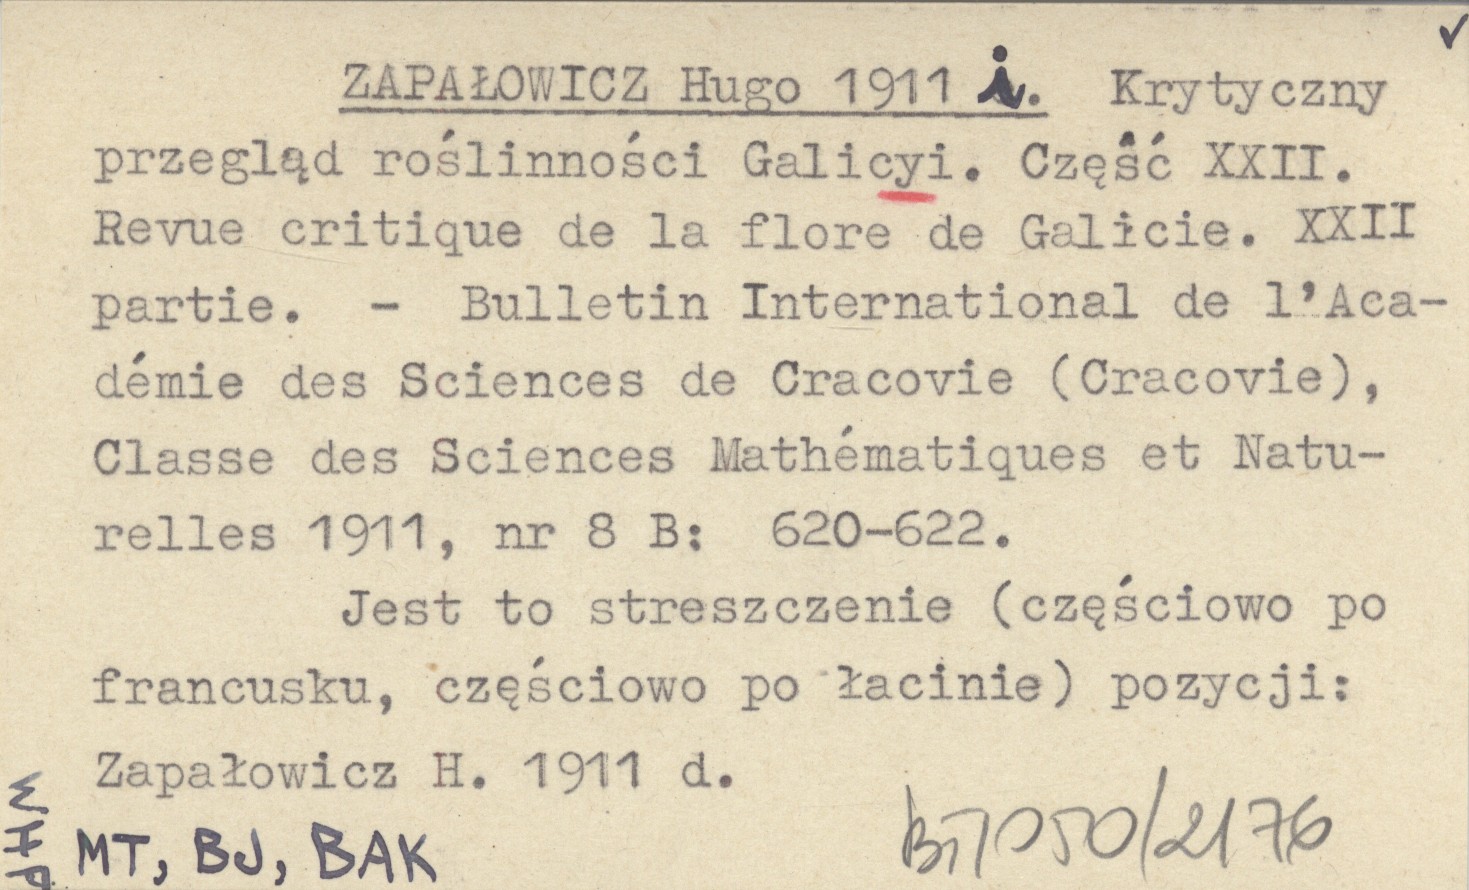 ✓
ZAPAŁOWICZ Hugo 1911 i. Krytyczny
przegląd roślinności Galicyi. Część XXII.
Revue critique de la flore de Galicie. XXII
partie. - Bulletin International de l'Aca-
démie des Sciences de Cracovie (Cracovie),
Classe des Sciences Mathématiques et Natu-
relles 1911, nr 8 B: 620-622.
Jest to streszczenie (częściowo po
francusku, częściowo po łacinie) pozycji:
Zapałowicz H. 1911 d.
MT, BJ, BAK